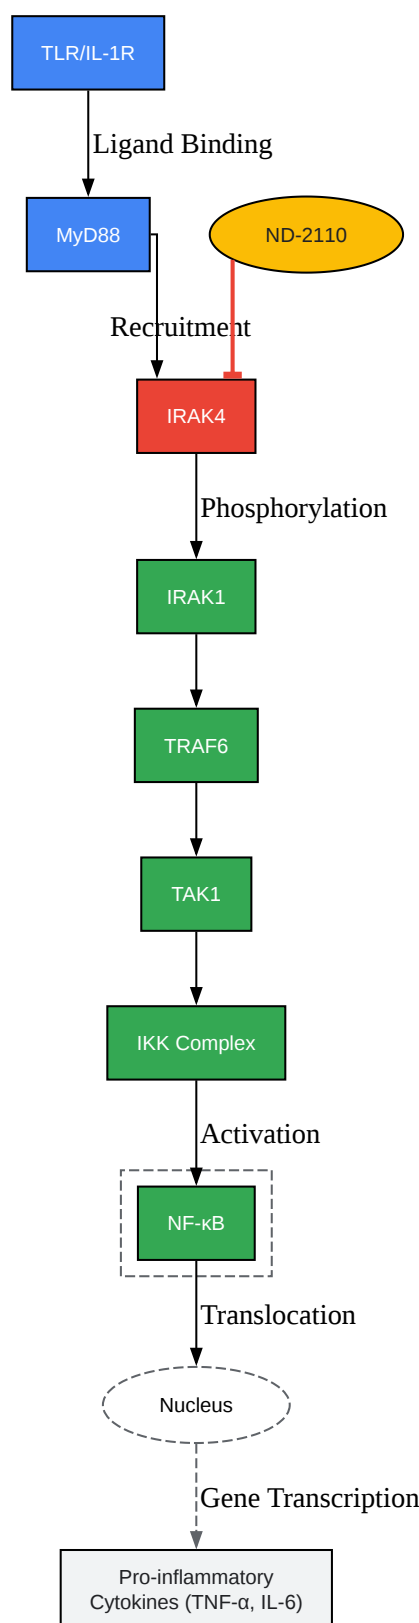 TLR/IL-1R
Ligand Binding
MyD88
ND-2110
Recruitment
IRAK4
Phosphorylation
IRAK1
TRAF6
TAK1
IKK Complex
Activation
NF-κB
Translocation
Nucleus
Gene Transcription
Pro-inflammatory
Cytokines (TNF-α, IL-6)